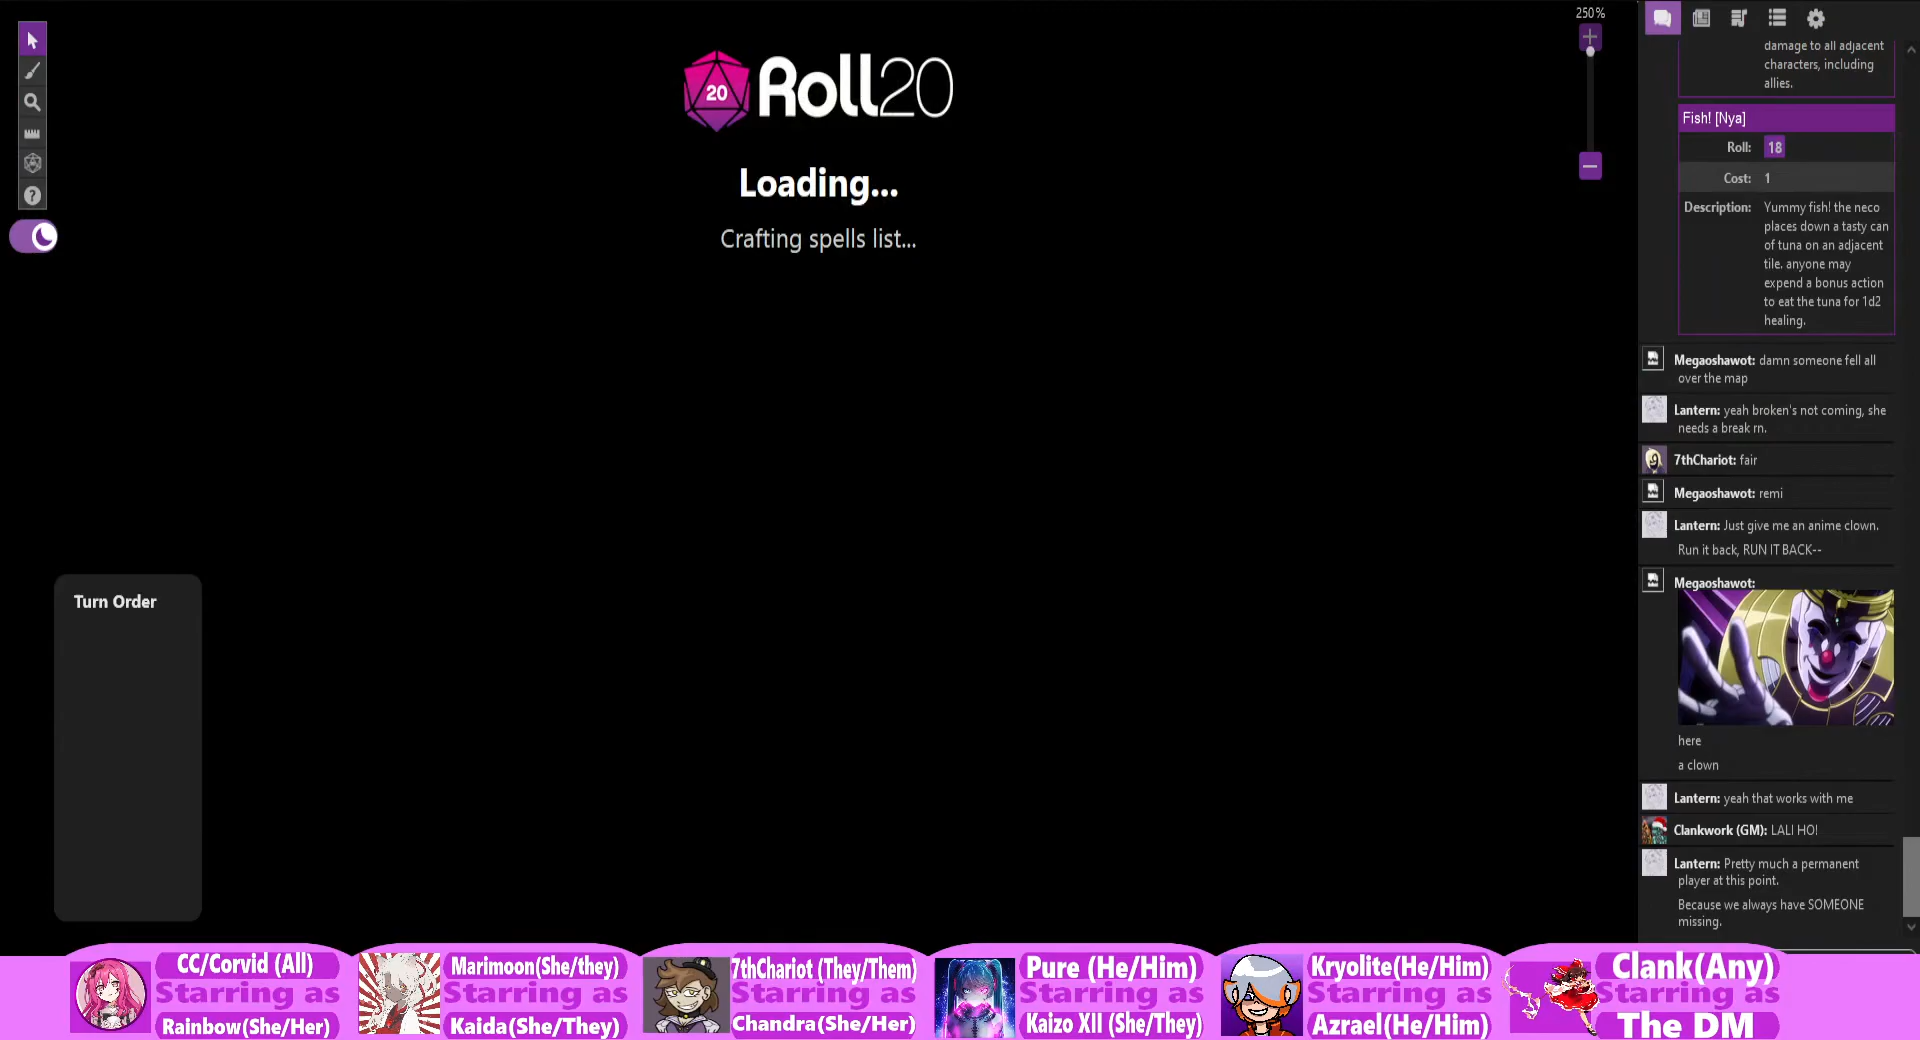 250%
20
Roll20
Loading...
Crafting spells list...
Turn Order
damage to all adjacent
characters, including
allies.
Fish! [Nya]
Roll: 18
Cost: 1
Description: Yummy fish! the neco
places down a tasty can
of tuna on an adjacent
tile. anyone may
expend a bonus action
to eat the tuna for 1d2
healing.
Megaoshawot: damn someone fell all
over the map
Lantern: yeah broken's not coming, she
needs a break rn.
7thChariot: fair
Megaoshawot: remi
Lantern: Just give me an anime clown.
Run it back, RUN IT BACK--
Megaoshawot:
here
a clown
Lantern: yeah that works with me
Clankwork (GM): LALI HO!
Lantern: Pretty much a permanent
player at this point.
Because we always have SOMEONE
missing.
CC/Corvid (All)
Starring as
Rainbow(She/Her)
Marimoon(She/they)
Starring as
Kaida(She/They)
7thChariot (They/Them)
Starring as
Chandra(She/Her)
Pure (He/Him)
Starring as
Kaizo XII (She/They)
Kryolite(He/Him)
Starring as
Azrael(He/Him)
Clank(Any)
Starring as
The DM